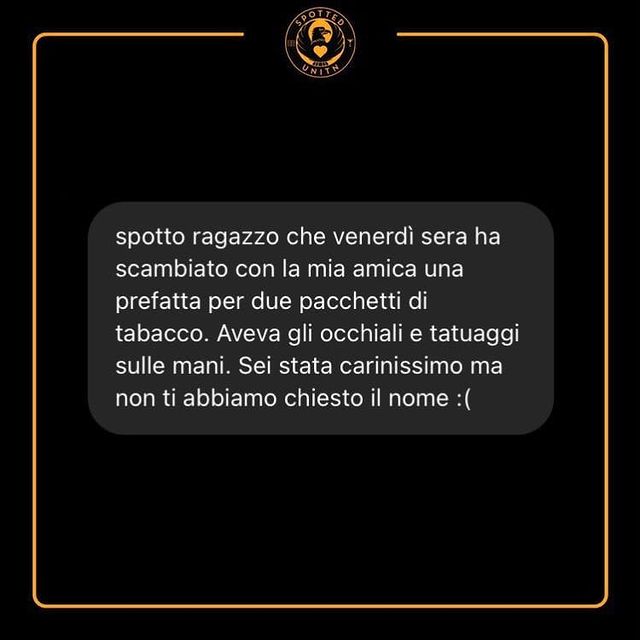 SPOTTED
UNITN
spotto ragazzo che venerdì sera ha
scambiato con la mia amica una
prefatta per due pacchetti di
tabacco. Aveva gli occhiali e tatuaggi
sulle mani. Sei stata carinissimo ma
non ti abbiamo chiesto il nome :(